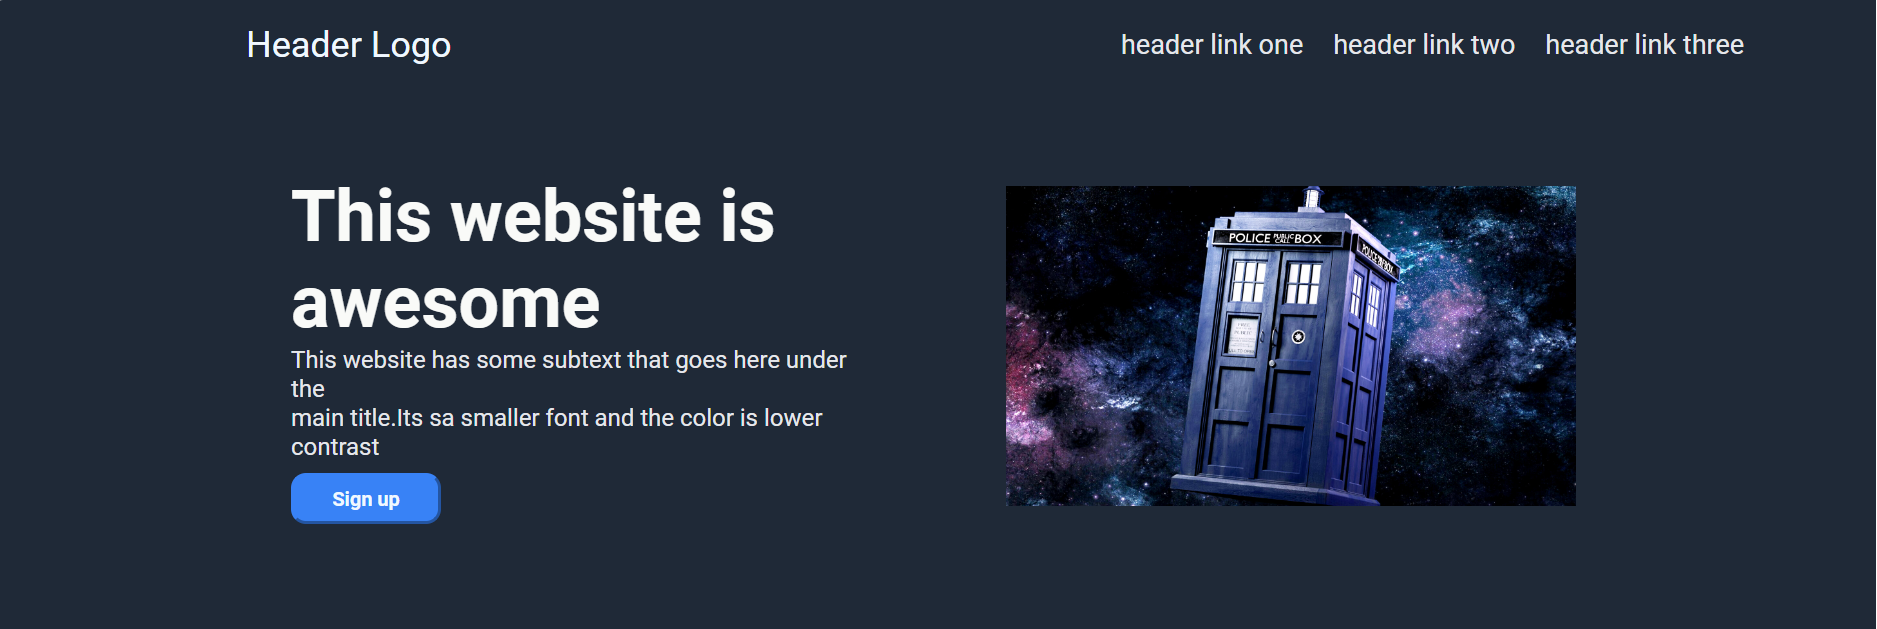 Header Logo
header link one header link two header link three
This website is
awesome
This website has some subtext that goes here under
the
main title.Its sa smaller font and the color is lower
contrast
Sign up
POLICE PUBLIC CALL BOX
POLICE BOX